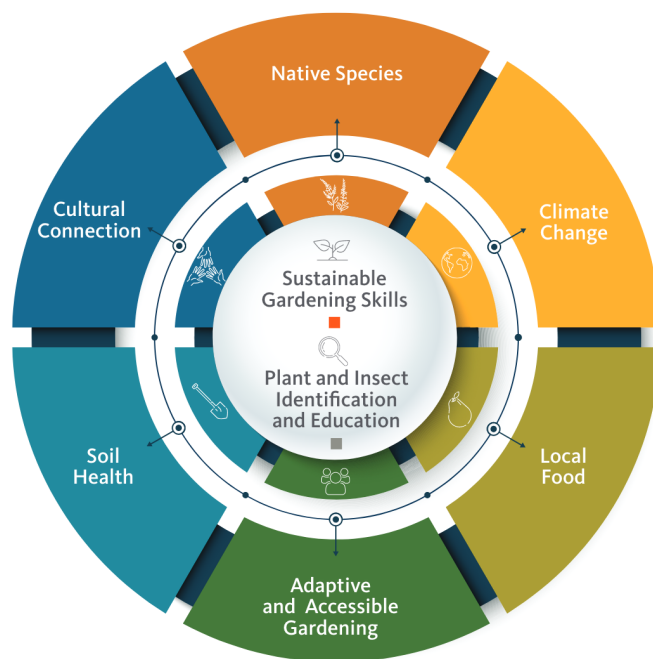 Native Species
Climate
Change
Local
Food
Adaptive
and Accessible
Gardening
Soil
Health
Cultural
Connection
Sustainable
Gardening Skills
Plant and Insect
Identification
and Education